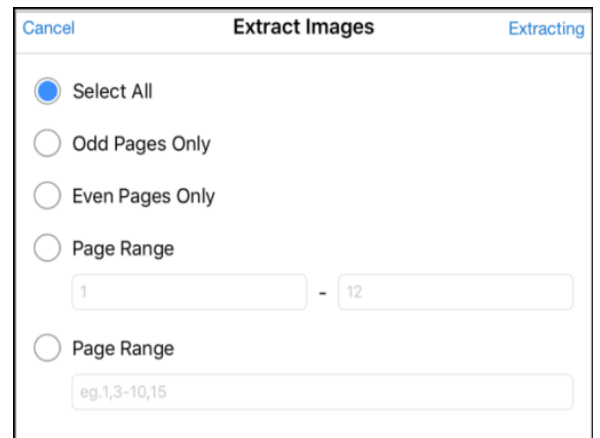 Cancel Extract Images Extracting
Select All
Odd Pages Only
Even Pages Only
Page Range
1 - 12
Page Range
eg.1,3-10,15